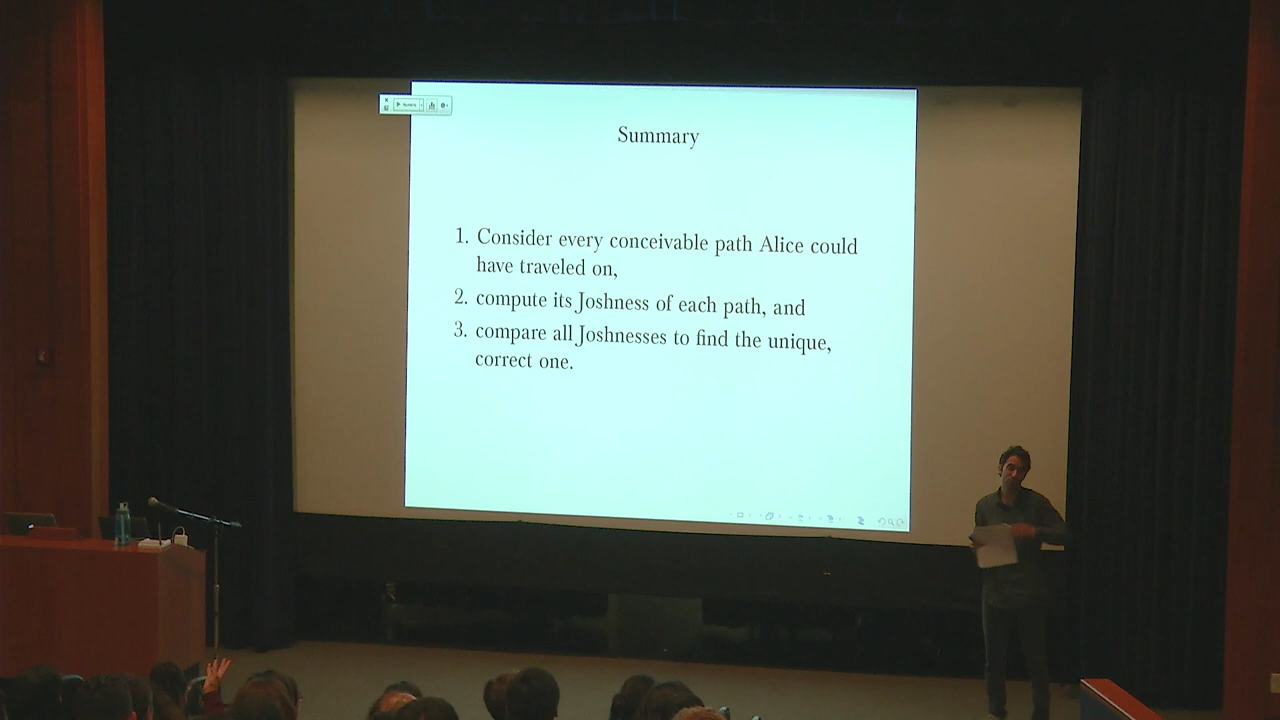 Summary
1. Consider every conceivable path Alice could
have traveled on,
2. compute its Joshness of each path, and
3. compare all Joshnesses to find the unique,
correct one.